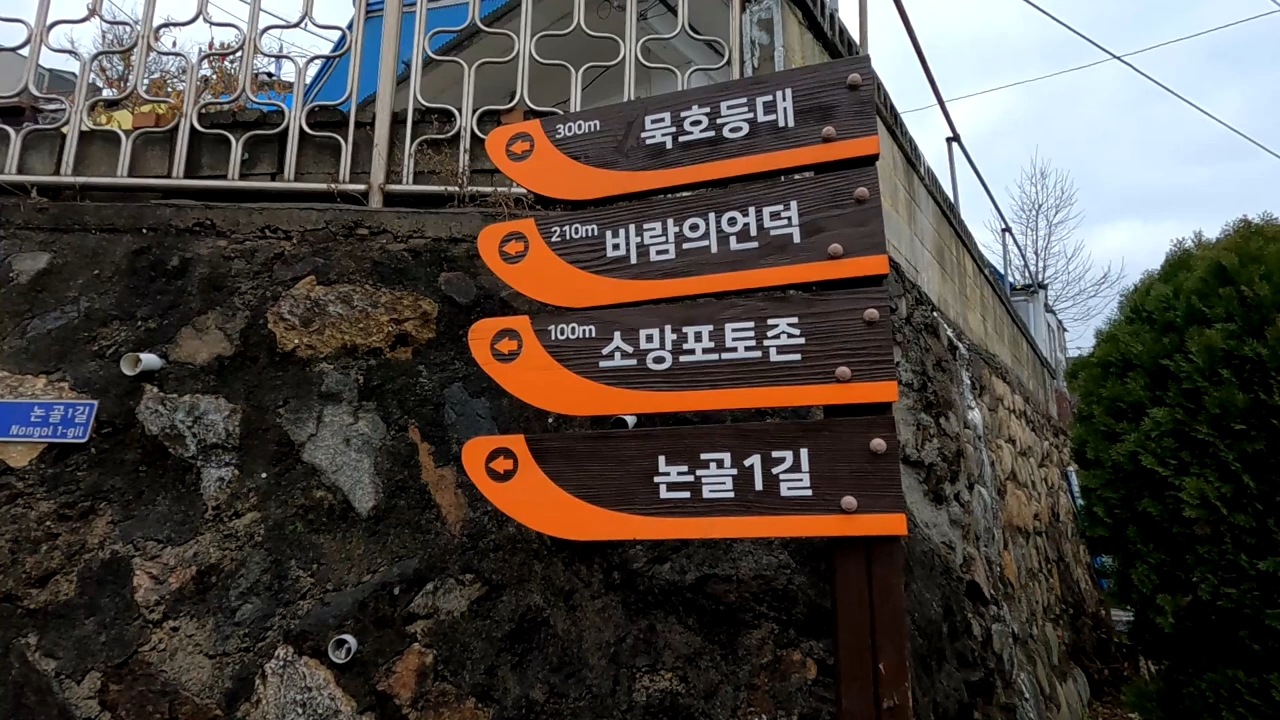 300m 묵호등대
210m 바람의언덕
100m 소망포토존
논골1길
논골1길
Nongol 1-gil